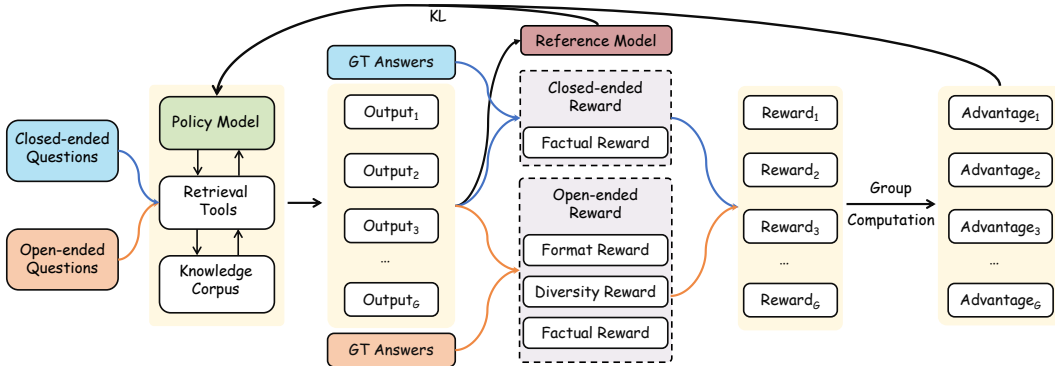 KL
Reference Model
GT Answers
Closed-ended
Reward
Factual Reward
Policy Model
Closed-ended
Questions
Retrieval
Tools
Open-ended
Questions
Knowledge
Corpus
Output1
Output2
Output3
...
OutputG
GT Answers
Open-ended
Reward
Format Reward
Diversity Reward
Factual Reward
Reward1
Reward2
Reward3
...
RewardG
Group
Computation
Advantage1
Advantage2
Advantage3
...
AdvantageG